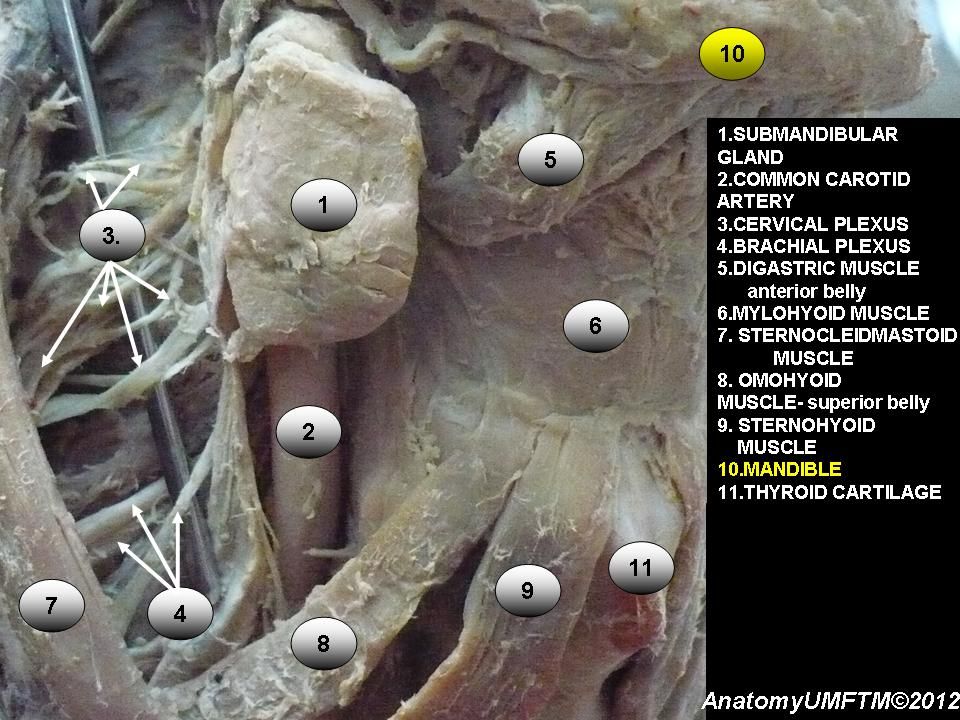 10
5
1
3.
6
2
11
9
7
4
8
1.SUBMANDIBULAR
GLAND
2.COMMON CAROTID
ARTERY
3.CERVICAL PLEXUS
4.BRACHIAL PLEXUS
5.DIGASTRIC MUSCLE
anterior belly
6.MYLOHYOID MUSCLE
7. STERNOCLEIDMASTOID
MUSCLE
8. OMOHYOID
MUSCLE- superior belly
9. STERNOHYOID
MUSCLE
10.MANDIBLE
11.THYROID CARTILAGE
AnatomyUMFTM©2012